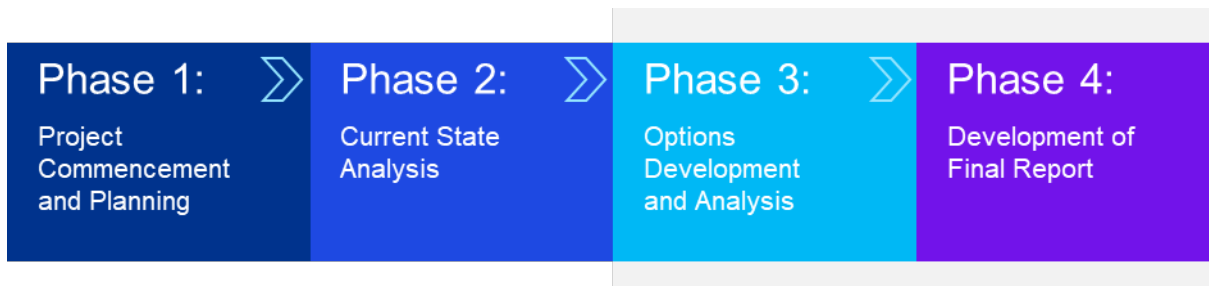 Phase 1:
Project
Commencement
and Planning
Phase 2:
Current State
Analysis
Phase 3:
Options
Development
and Analysis
Phase 4:
Development of
Final Report